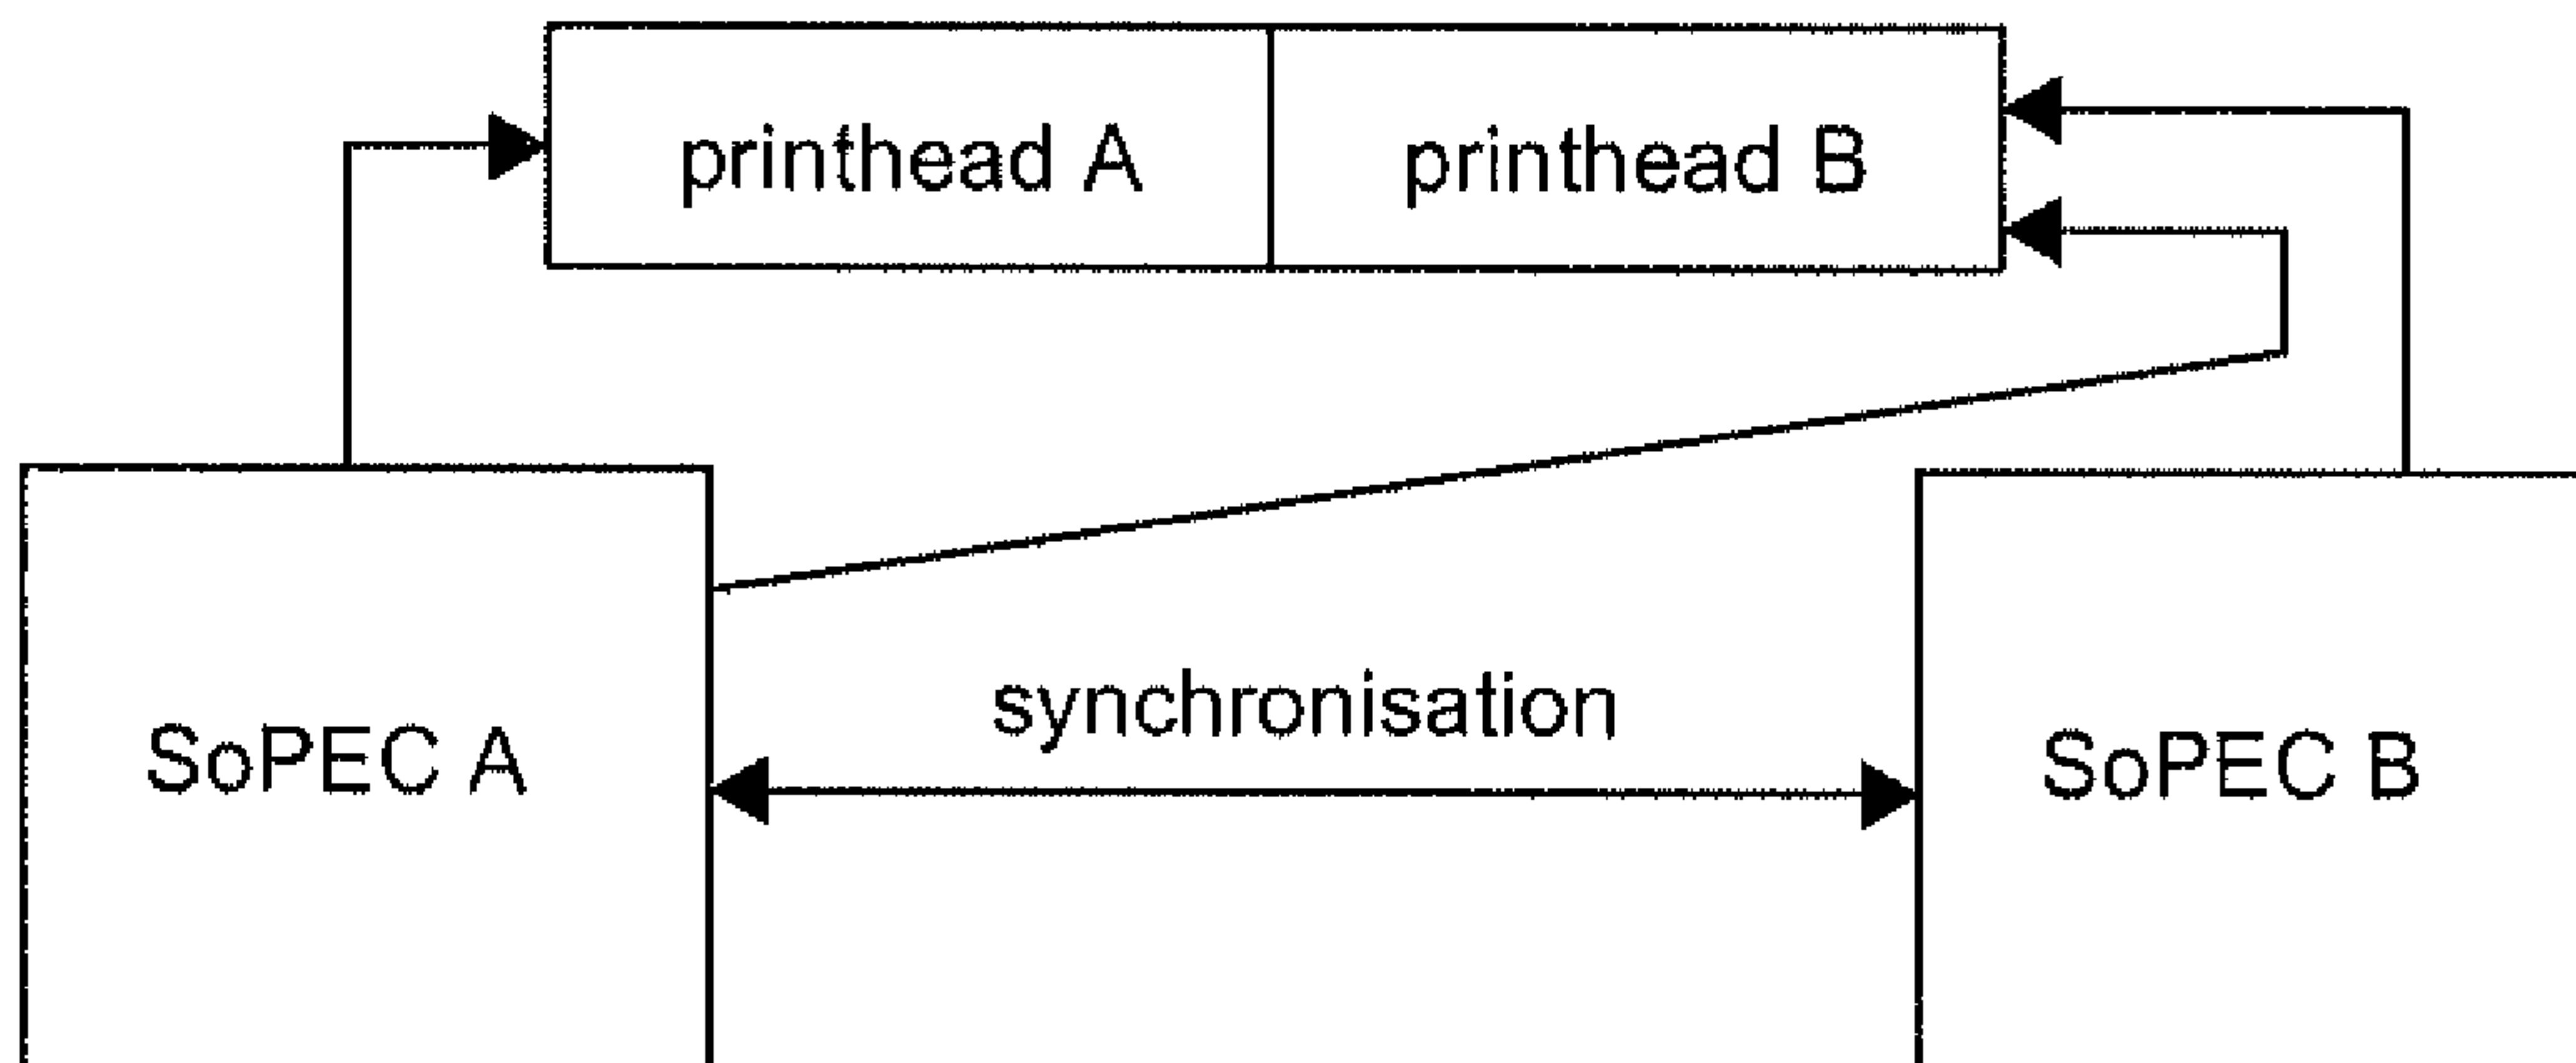 printhead A
printhead B
synchronisation
SoPEC A
SoPEC B